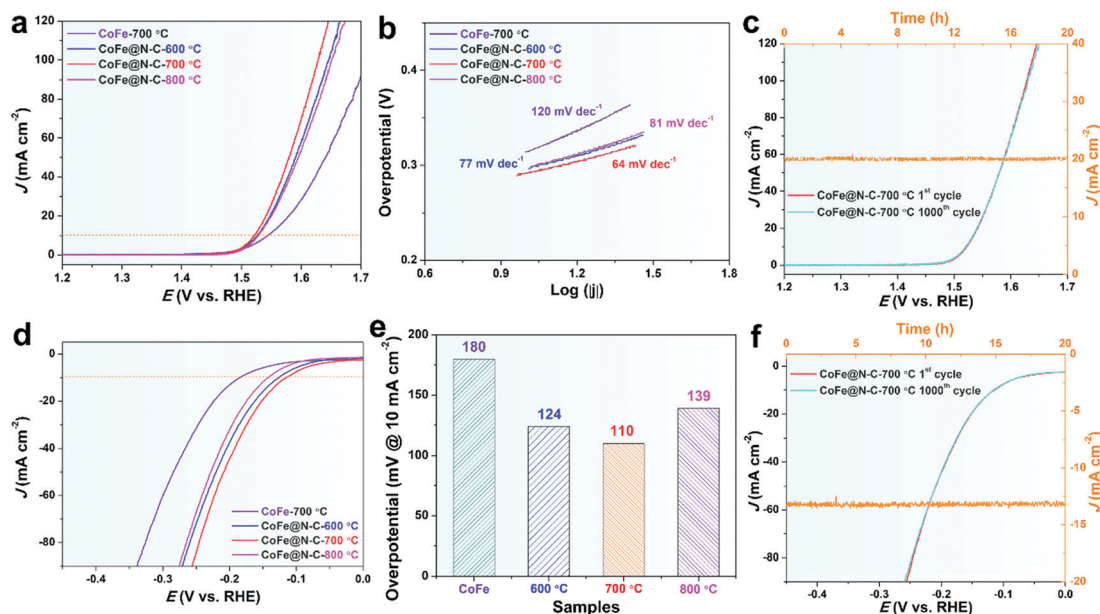 a
CoFe-700 °C
CoFe@N-C-600 °C
CoFe@N-C-700 °C
CoFe@N-C-800 °C
J (mA cm⁻²)
120
100
80
60
40
20
0
1.2 1.3 1.4 1.5 1.6 1.7
E (V vs. RHE)
b
CoFe-700 °C
CoFe@N-C-600 °C
CoFe@N-C-700 °C
CoFe@N-C-800 °C
120 mV dec⁻¹
81 mV dec⁻¹
77 mV dec⁻¹
64 mV dec⁻¹
Overpotential (V)
0.4
0.3
0.2
0.6 0.9 1.2 1.5 1.8
Log (|j|)
c
Time (h)
0 4 8 12 16 20
J (mA cm⁻²)
120
100
80
60
40
20
0
CoFe@N-C-700 °C 1st cycle
CoFe@N-C-700 °C 1000th cycle
40
30
20
10
0
J (mA cm⁻²)
1.2 1.3 1.4 1.5 1.6 1.7
E (V vs. RHE)
d
J (mA cm⁻²)
0
-20
-40
-60
-80
CoFe-700 °C
CoFe@N-C-600 °C
CoFe@N-C-700 °C
CoFe@N-C-800 °C
-0.4 -0.3 -0.2 -0.1 0.0
E (V vs. RHE)
e
Overpotential (mV @ 10 mA cm⁻²)
200
150
100
50
0
180
124
110
139
CoFe 600 °C 700 °C 800 °C
Samples
f
Time (h)
0 5 10 15 20
J (mA cm⁻²)
0
-20
-40
-60
-80
CoFe@N-C-700 °C 1st cycle
CoFe@N-C-700 °C 1000th cycle
0
-5
-10
-15
-20
J (mA cm⁻²)
-0.4 -0.3 -0.2 -0.1 0.0
E (V vs. RHE)